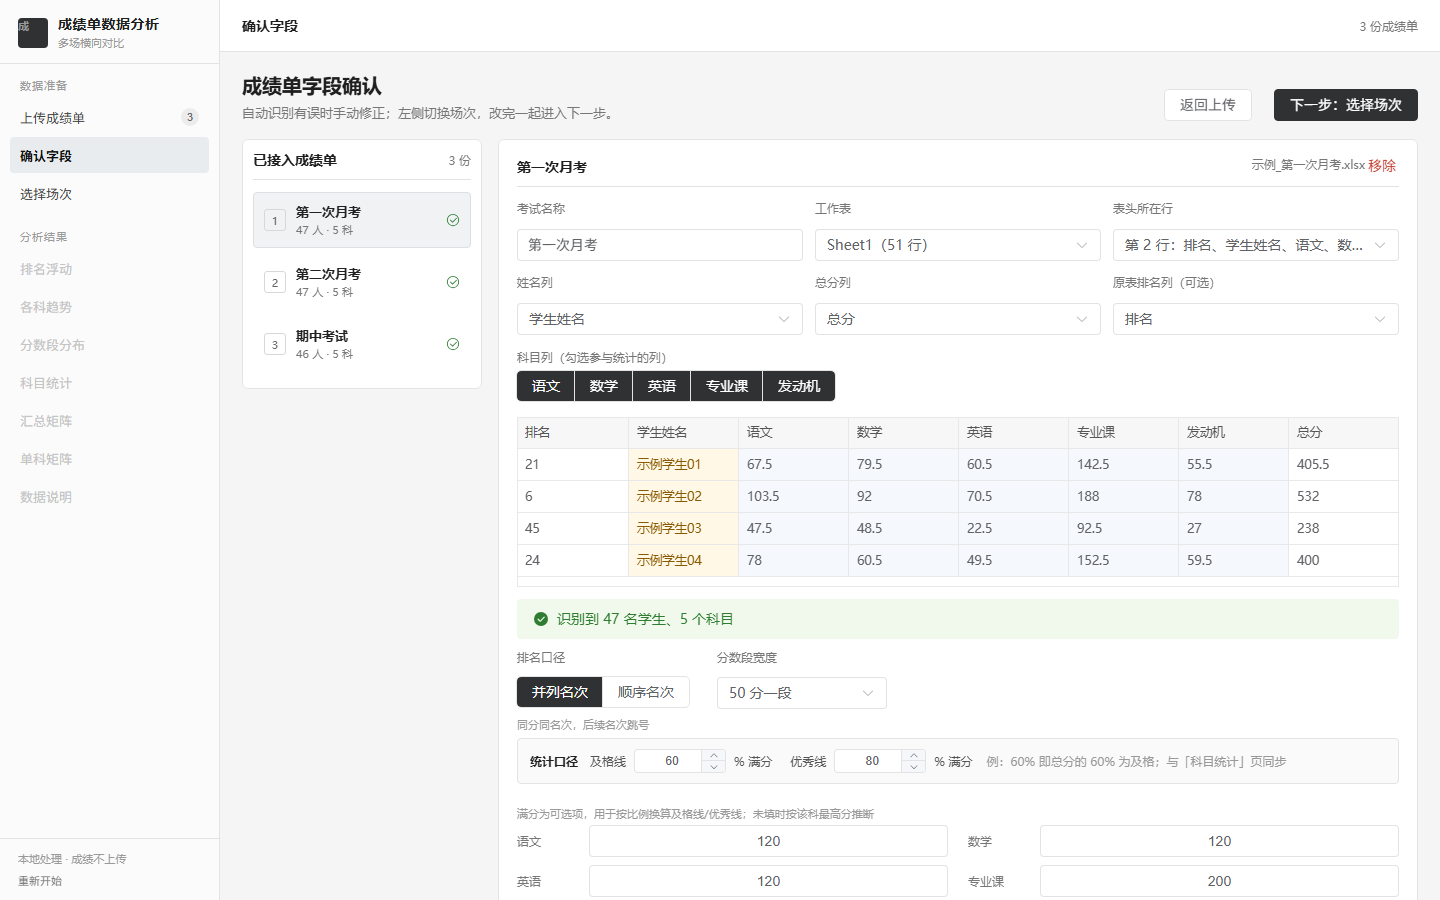 成
成绩单数据分析
多场横向对比
数据准备
上传成绩单 3
确认字段
选择场次
分析结果
排名浮动
各科趋势
分数段分布
科目统计
汇总矩阵
单科矩阵
数据说明
本地处理 · 成绩不上传
重新开始
确认字段
3 份成绩单
成绩单字段确认
自动识别有误时手动修正；左侧切换场次，改完一起进入下一步。
返回上传
下一步：选择场次
已接入成绩单 3 份
1 第一次月考
47 人 · 5 科
2 第二次月考
47 人 · 5 科
3 期中考试
46 人 · 5 科
第一次月考
示例_第一次月考.xlsx 移除
考试名称 工作表 表头所在行
第一次月考 Sheet1（51 行） 第 2 行：排名、学生姓名、语文、数...
姓名列 总分列 原表排名列（可选）
学生姓名 总分 排名
科目列（勾选参与统计的列）
语文 数学 英语 专业课 发动机
排名 学生姓名 语文 数学 英语 专业课 发动机 总分
21 示例学生01 67.5 79.5 60.5 142.5 55.5 405.5
6 示例学生02 103.5 92 70.5 188 78 532
45 示例学生03 47.5 48.5 22.5 92.5 27 238
24 示例学生04 78 60.5 49.5 152.5 59.5 400
识别到 47 名学生、5 个科目
排名口径 分数段宽度
并列名次 顺序名次 50 分一段
同分同名次，后续名次跳号
统计口径 及格线 60 % 满分 优秀线 80 % 满分 例：60% 即总分的 60% 为及格；与「科目统计」页同步
满分为可选项，用于按比例换算及格线/优秀线；未填时按该科最高分推断
语文 120 数学 120
英语 120 专业课 200